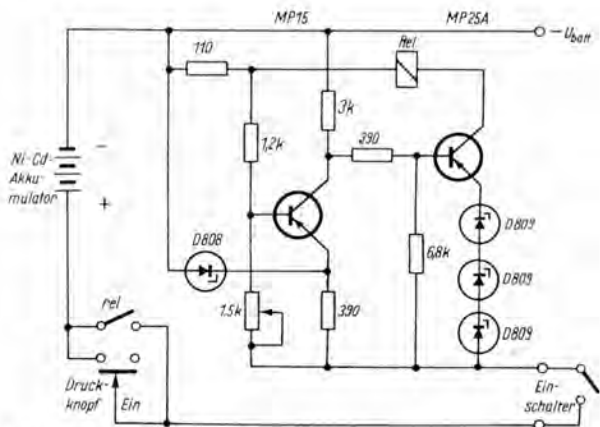 MP15
MP25A
110
Rel
– U_batt
3k
1,2k
390
Ni-Cd-
Akku-
mulator
–
+
D808
6,8k
D809
D809
D809
rel
1.5k
390
Druck-
knopf
Ein
Ein-
schalter